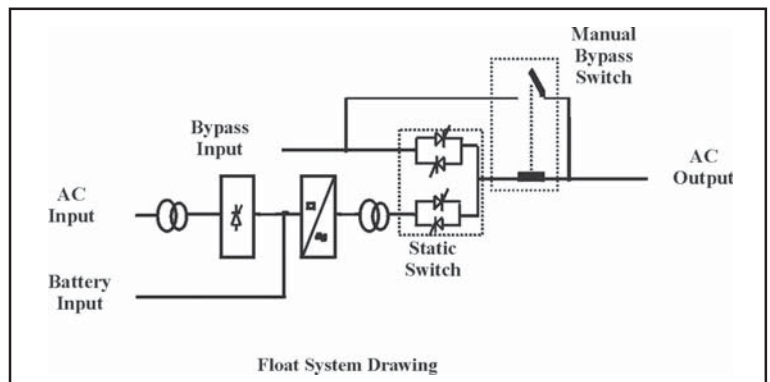 Manual
Bypass
Switch
Bypass
Input
AC
Output
AC
Input
Static
Switch
Battery
Input
Float System Drawing